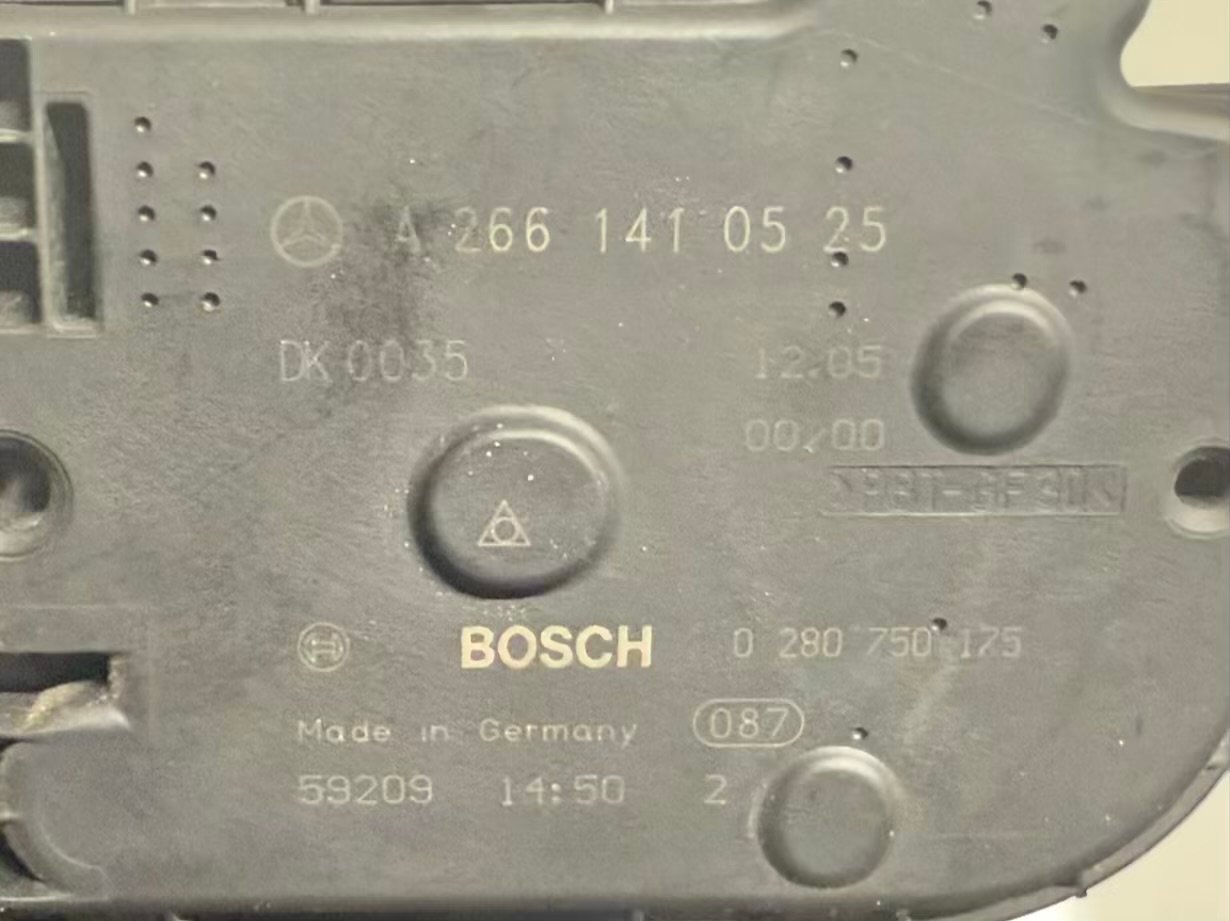 A 266 141 05 25
DK 0035
12.05
00/00
BOSCH 0 280 750 175
Made in Germany 087
59209 14:50 2